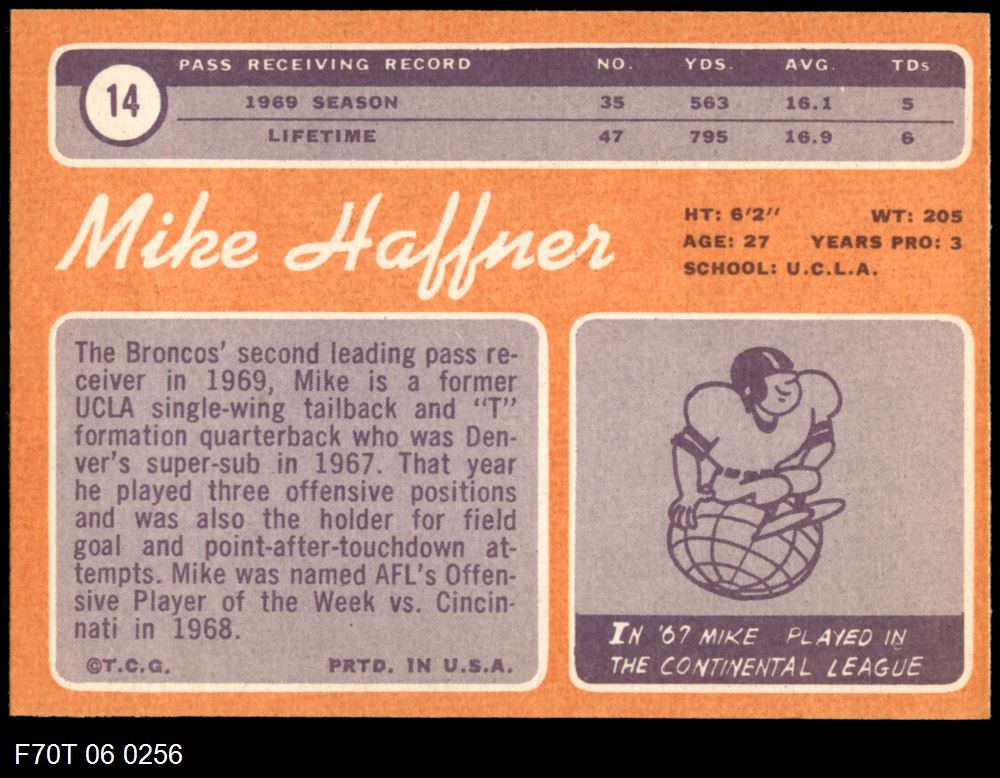 14
PASS RECEIVING RECORD NO. YDS. AVG. TDs
1969 SEASON 35 563 16.1 5
LIFETIME 47 795 16.9 6
Mike Haffner
HT: 6'2" WT: 205
AGE: 27 YEARS PRO: 3
SCHOOL: U.C.L.A.
The Broncos' second leading pass re-
ceiver in 1969, Mike is a former
UCLA single-wing tailback and "T"
formation quarterback who was Den-
ver's super-sub in 1967. That year
he played three offensive positions
and was also the holder for field
goal and point-after-touchdown at-
tempts. Mike was named AFL's Offen-
sive Player of the Week vs. Cincin-
nati in 1968.
©T.C.G. PRTD. IN U.S.A.
IN '67 MIKE PLAYED IN
THE CONTINENTAL LEAGUE
F70T 06 0256